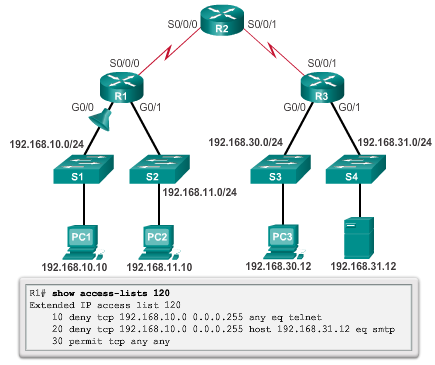 S0/0/0
R2
S0/0/1
S0/0/0
S0/0/1
R1
R3
G0/0
G0/1
G0/0
G0/1
192.168.10.0/24
192.168.30.0/24
192.168.31.0/24
S1
S2
S3
S4
192.168.11.0/24
PC1
PC2
PC3
192.168.10.10
192.168.11.10
192.168.30.12
192.168.31.12
R1# show access-lists 120
Extended IP access list 120
10 deny tcp 192.168.10.0 0.0.0.255 any eq telnet
20 deny tcp 192.168.10.0 0.0.0.255 host 192.168.31.12 eq smtp
30 permit tcp any any